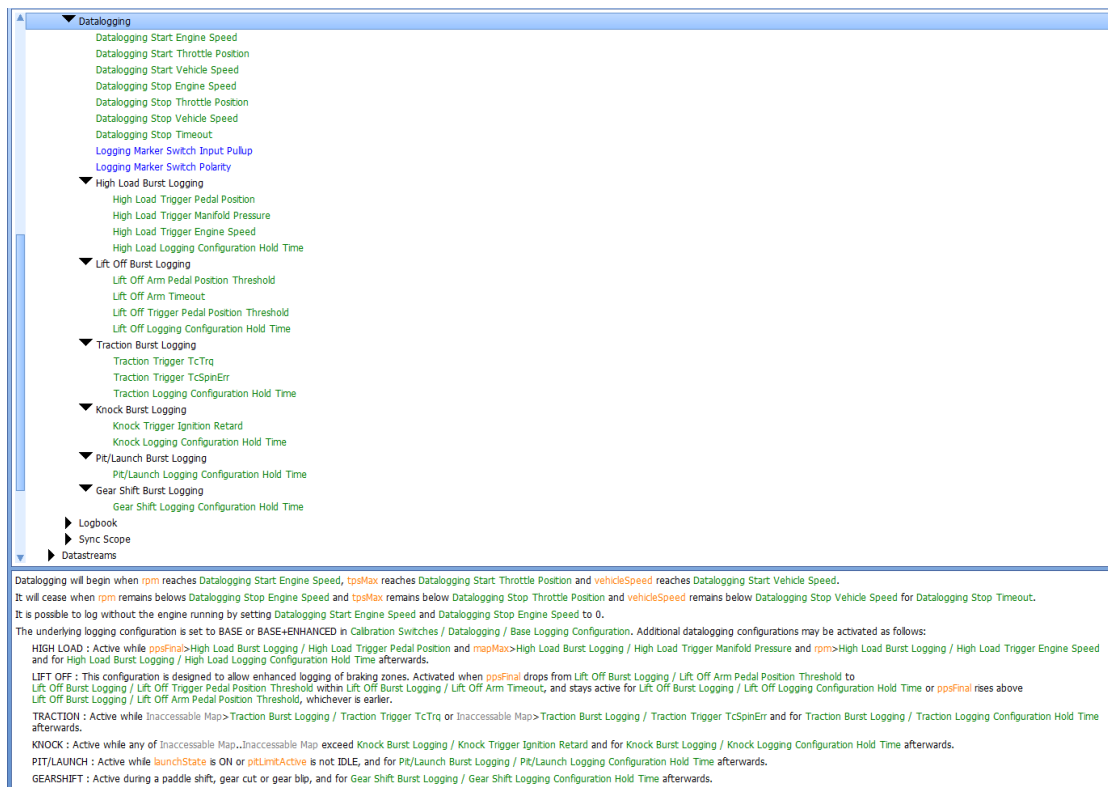 Datalogging
Datalogging Start Engine Speed
Datalogging Start Throttle Position
Datalogging Start Vehicle Speed
Datalogging Stop Engine Speed
Datalogging Stop Throttle Position
Datalogging Stop Vehicle Speed
Datalogging Stop Timeout
Logging Marker Switch Input Pullup
Logging Marker Switch Polarity
High Load Burst Logging
High Load Trigger Pedal Position
High Load Trigger Manifold Pressure
High Load Trigger Engine Speed
High Load Logging Configuration Hold Time
Lift Off Burst Logging
Lift Off Arm Pedal Position Threshold
Lift Off Arm Timeout
Lift Off Trigger Pedal Position Threshold
Lift Off Logging Configuration Hold Time
Traction Burst Logging
Traction Trigger TcTrq
Traction Trigger TcSpinErr
Traction Logging Configuration Hold Time
Knock Burst Logging
Knock Trigger Ignition Retard
Knock Logging Configuration Hold Time
Pit/Launch Burst Logging
Pit/Launch Logging Configuration Hold Time
Gear Shift Burst Logging
Gear Shift Logging Configuration Hold Time
Logbook
Sync Scope
Datastreams
Datalogging will begin when rpm reaches Datalogging Start Engine Speed, tpsMax reaches Datalogging Start Throttle Position and vehicleSpeed reaches Datalogging Start Vehicle Speed.
It will cease when rpm remains belows Datalogging Stop Engine Speed and tpsMax remains below Datalogging Stop Throttle Position and vehicleSpeed remains below Datalogging Stop Vehicle Speed for Datalogging Stop Timeout.
It is possible to log without the engine running by setting Datalogging Start Engine Speed and Datalogging Stop Engine Speed to 0.
The underlying logging configuration is set to BASE or BASE+ENHANCED in Calibration Switches / Datalogging / Base Logging Configuration. Additional datalogging configurations may be activated as follows:
HIGH LOAD : Active while ppsFinal>High Load Burst Logging / High Load Trigger Pedal Position and mapMax>High Load Burst Logging / High Load Trigger Manifold Pressure and rpm>High Load Burst Logging / High Load Trigger Engine Speed
and for High Load Burst Logging / High Load Logging Configuration Hold Time afterwards.
LIFT OFF : This configuration is designed to allow enhanced logging of braking zones. Activated when ppsFinal drops from Lift Off Burst Logging / Lift Off Arm Pedal Position Threshold to
Lift Off Burst Logging / Lift Off Trigger Pedal Position Threshold within Lift Off Burst Logging / Lift Off Arm Timeout, and stays active for Lift Off Burst Logging / Lift Off Logging Configuration Hold Time or ppsFinal rises above
Lift Off Burst Logging / Lift Off Arm Pedal Position Threshold, whichever is earlier.
TRACTION : Active while Inaccessable Map>Traction Burst Logging / Traction Trigger TcTrq or Inaccessable Map>Traction Burst Logging / Traction Trigger TcSpinErr and for Traction Burst Logging / Traction Logging Configuration Hold Time
afterwards.
KNOCK : Active while any of Inaccessable Map..Inaccessable Map exceed Knock Burst Logging / Knock Trigger Ignition Retard and for Knock Burst Logging / Knock Logging Configuration Hold Time afterwards.
PIT/LAUNCH : Active while launchState is ON or pitLimitActive is not IDLE, and for Pit/Launch Burst Logging / Pit/Launch Logging Configuration Hold Time afterwards.
GEARSHIFT : Active during a paddle shift, gear cut or gear blip, and for Gear Shift Burst Logging / Gear Shift Logging Configuration Hold Time afterwards.